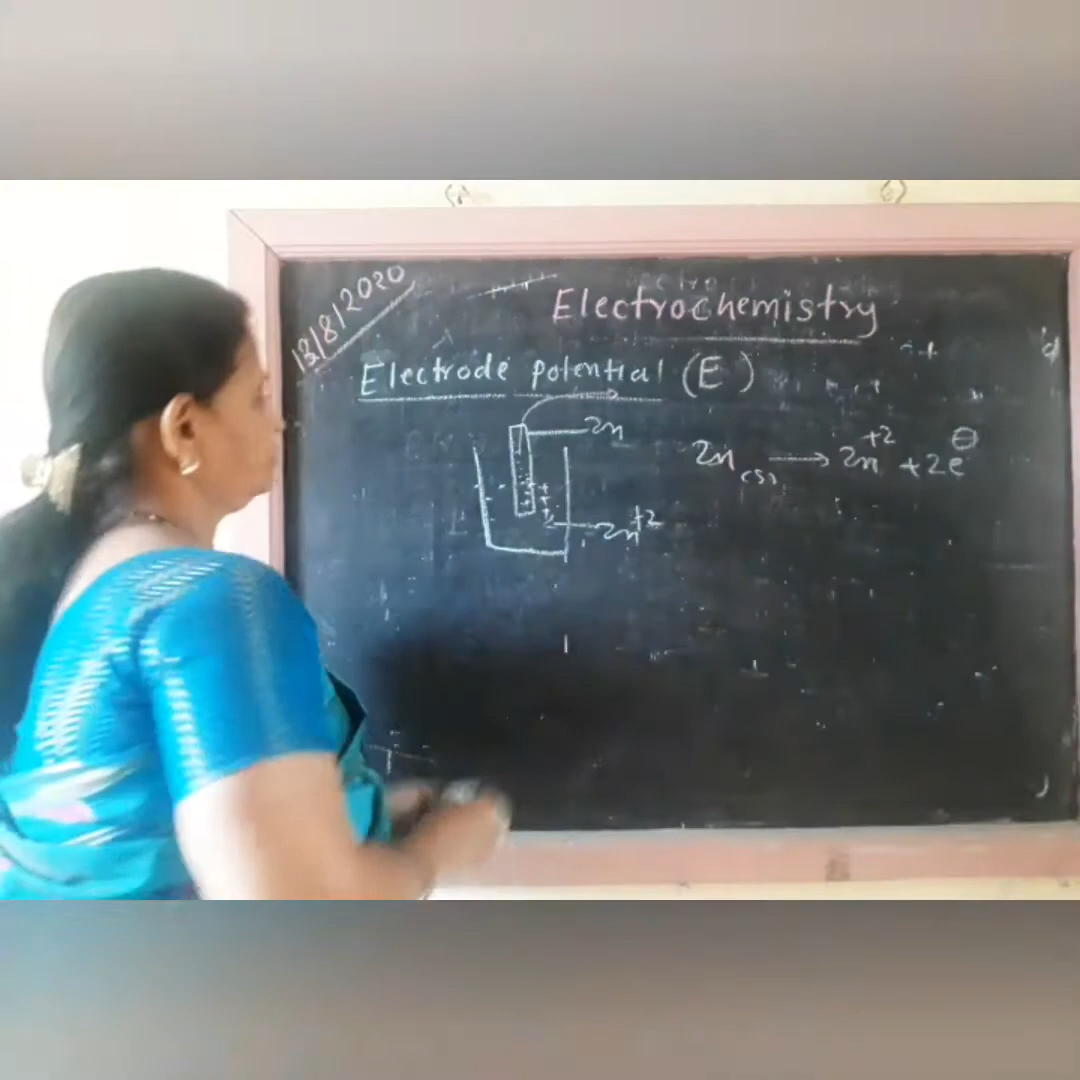 13/8/2020
Electrochemistry
Electrode potential (E)
Zn
Zn(s) → Zn⁺² + 2e⊖
Zn⁺²